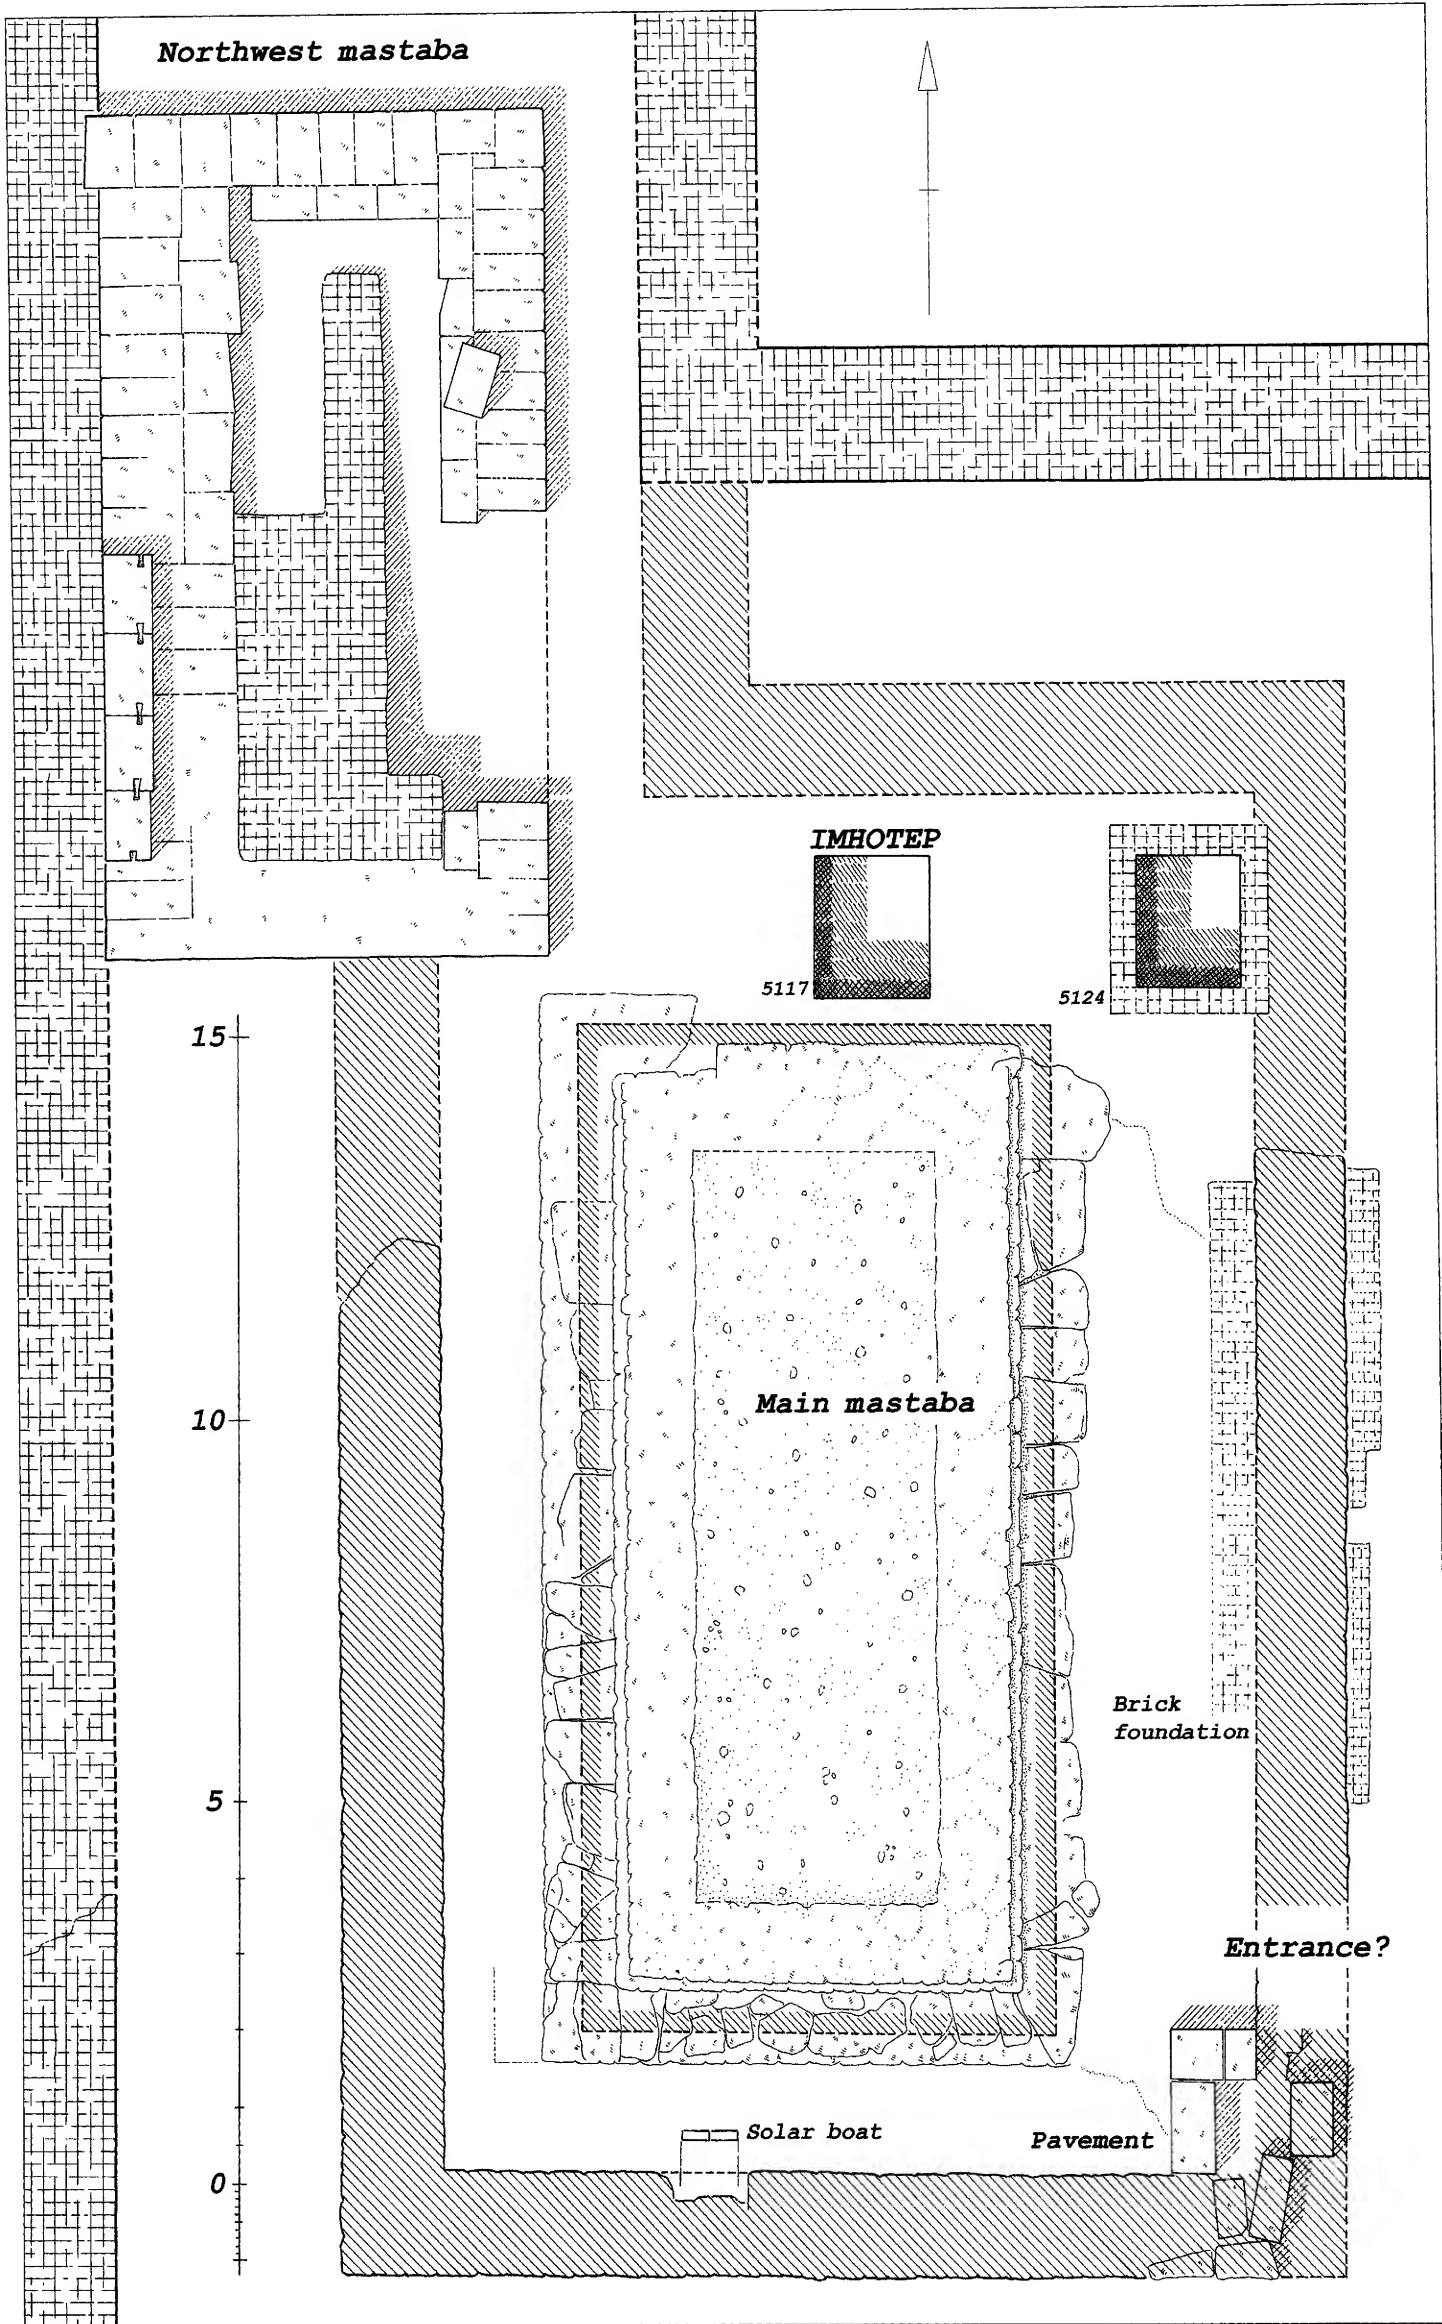 Northwest mastaba
IMHOTEP
5117
5124
15
10
Main mastaba
Brick
foundation
5
Entrance?
Solar boat
Pavement
0